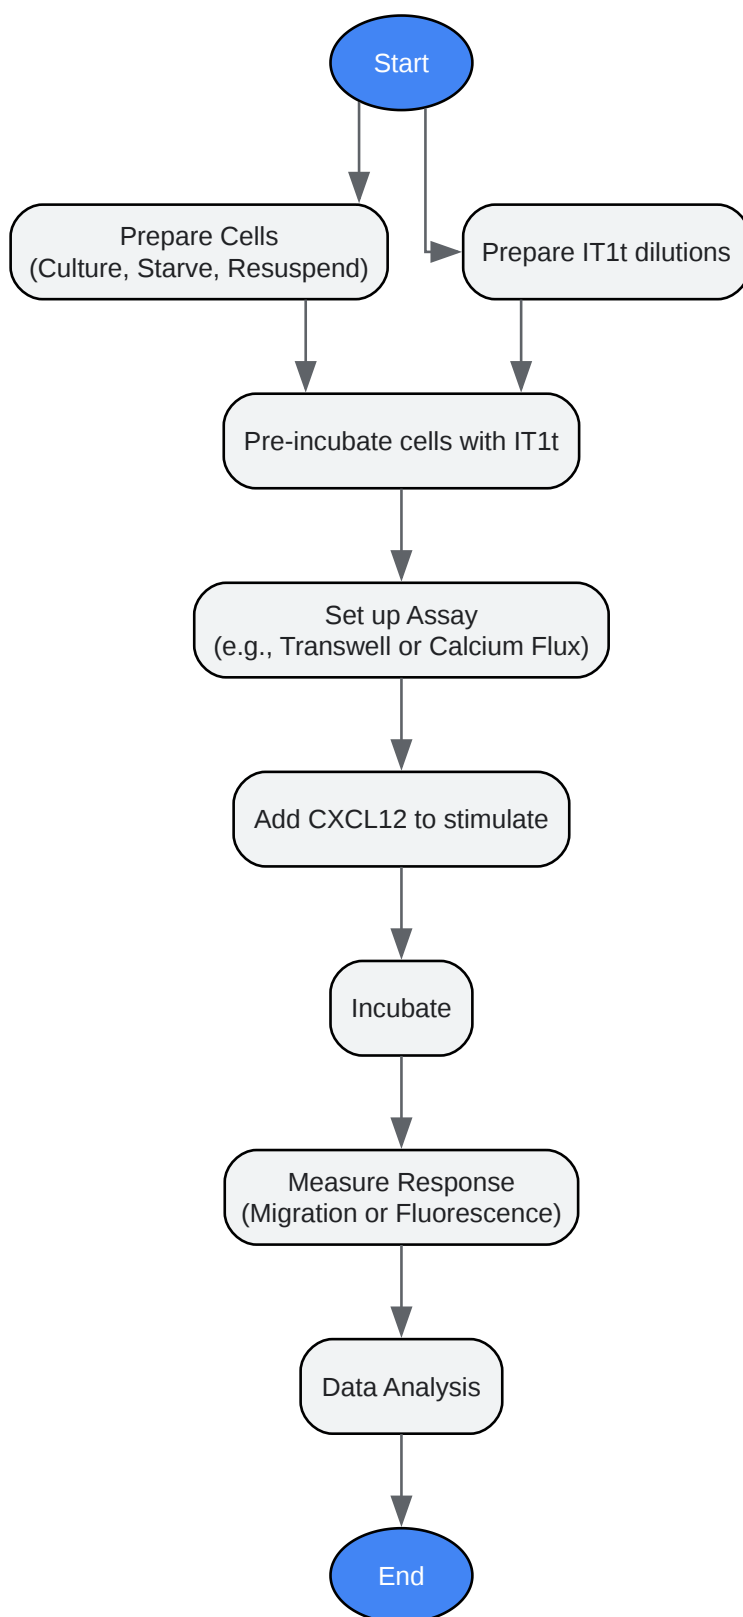 Start
Prepare Cells
(Culture, Starve, Resuspend)
Prepare IT1t dilutions
Pre-incubate cells with IT1t
Set up Assay
(e.g., Transwell or Calcium Flux)
Add CXCL12 to stimulate
Incubate
Measure Response
(Migration or Fluorescence)
Data Analysis
End